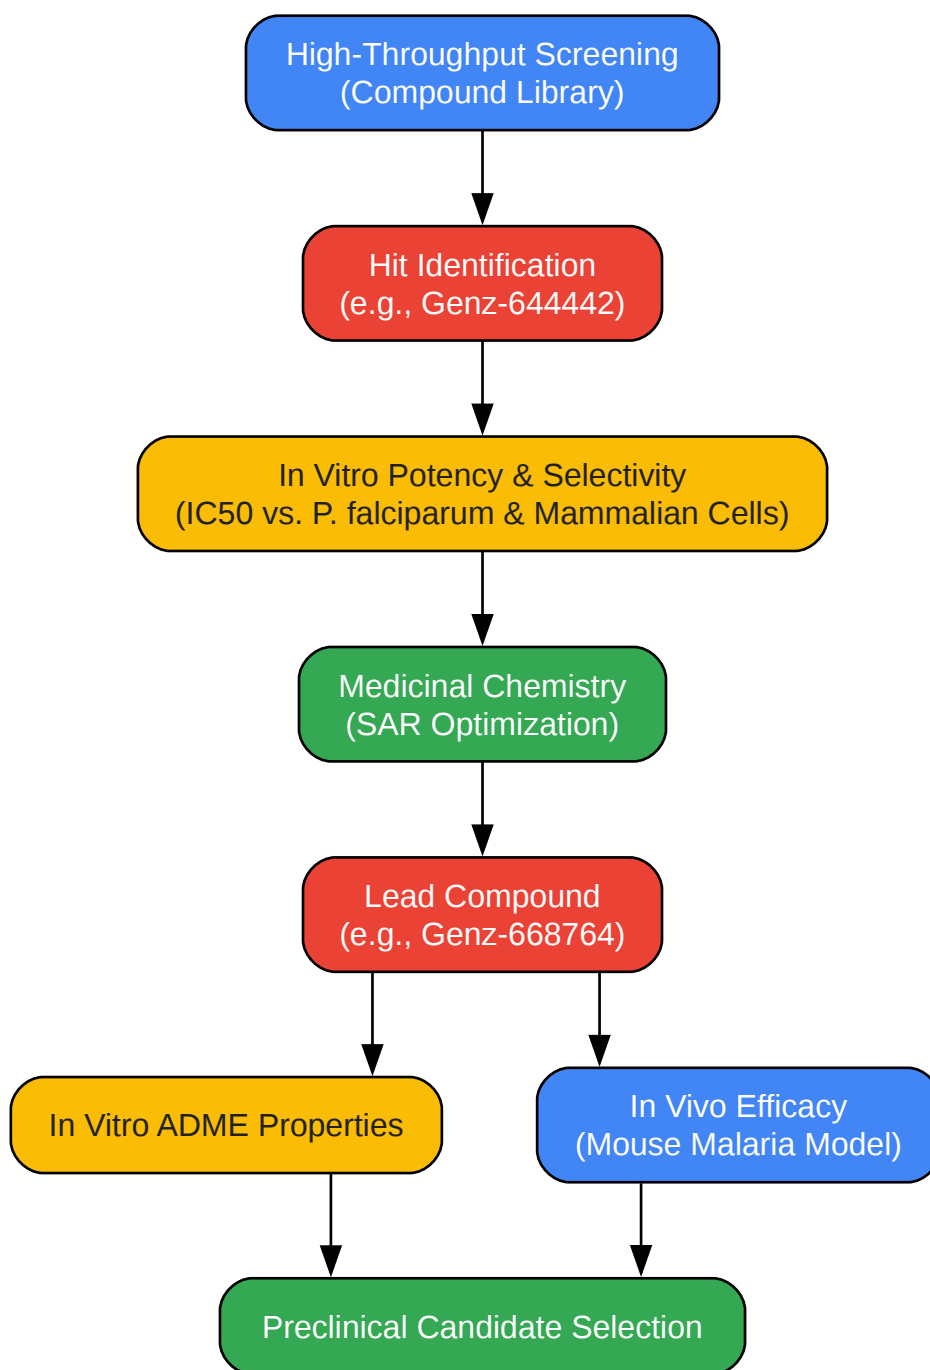 High-Throughput Screening
(Compound Library)
Hit Identification
(e.g., Genz-644442)
In Vitro Potency & Selectivity
(IC50 vs. P. falciparum & Mammalian Cells)
Medicinal Chemistry
(SAR Optimization)
Lead Compound
(e.g., Genz-668764)
In Vitro ADME Properties
In Vivo Efficacy
(Mouse Malaria Model)
Preclinical Candidate Selection